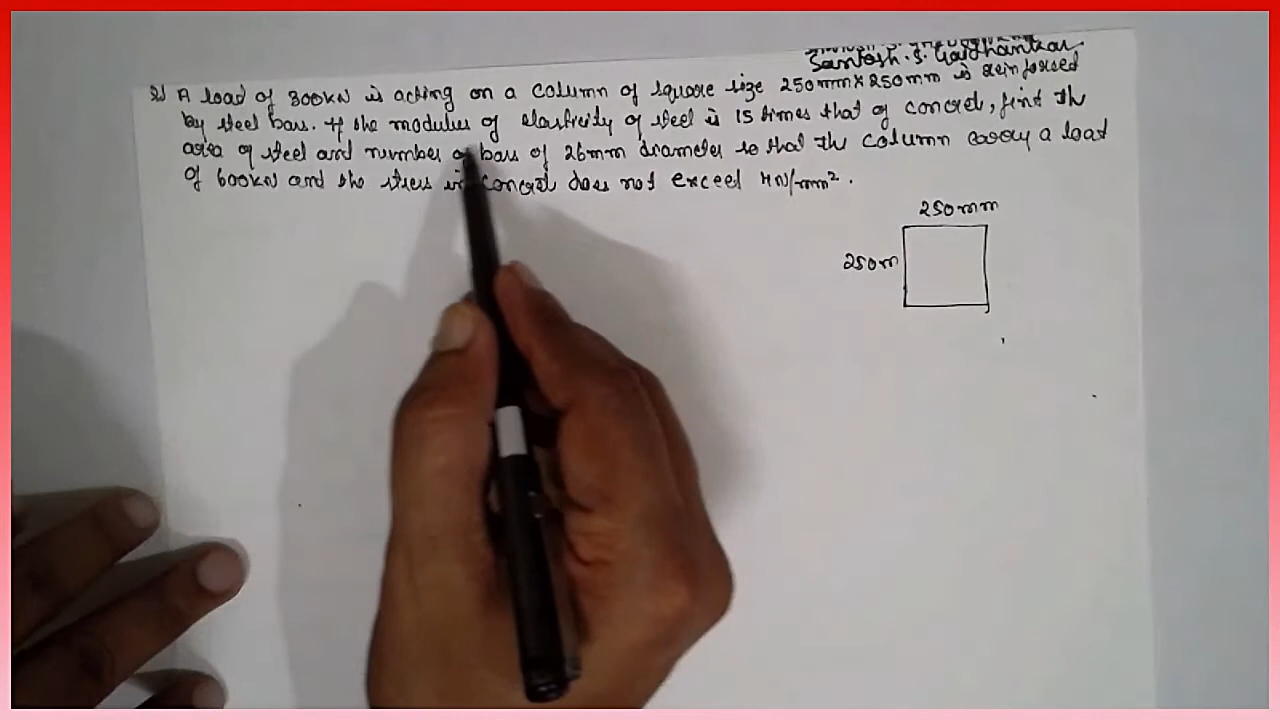 Santosh.S.
2) A load of 300kN is acting on a column of square size 250mm×250mm is reinforced
by steel bars. If the modulus of elasticity of steel is 15 times that of concret, find the
area of steel and number of bars of 26mm diameter so that the column carry a load
of 600kN and the stress in concret does not exceed 4N/mm².
250mm
250m